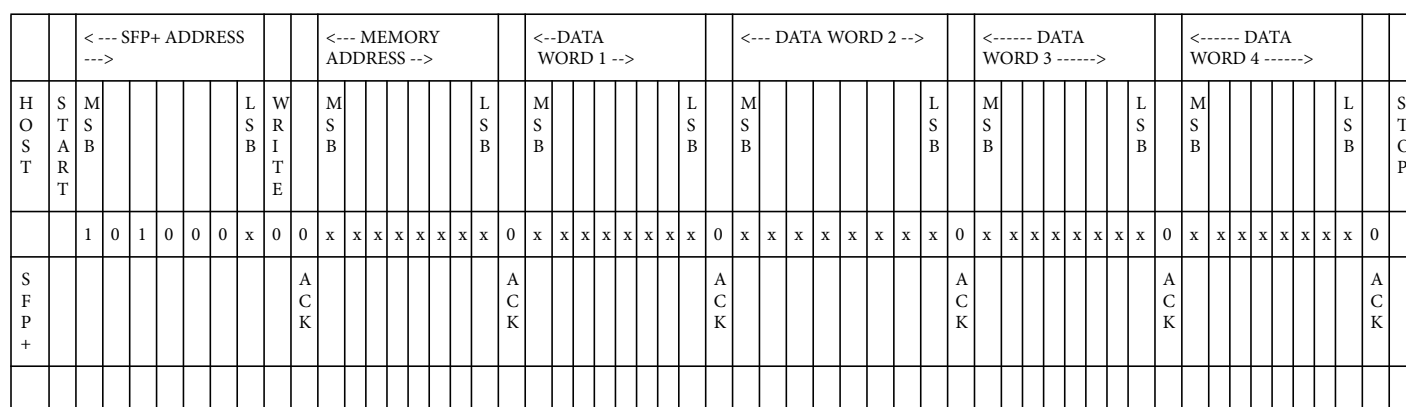 < --- SFP+ ADDRESS
--->
<--- MEMORY
ADDRESS -->
<--DATA
WORD 1 -->
<--- DATA WORD 2 -->
<------ DATA
WORD 3 ------>
<------ DATA
WORD 4 ------>
HOST START MSB LSB WRITE MSB LSB MSB LSB MSB LSB MSB LSB MSB LSB STOP
1 0 1 0 0 0 x 0 0 x x x x x x x x 0 x x x x x x x x 0 x x x x x x x x 0 x x x x x x x x 0 x x x x x x x x 0
SFP+ ACK ACK ACK ACK ACK ACK